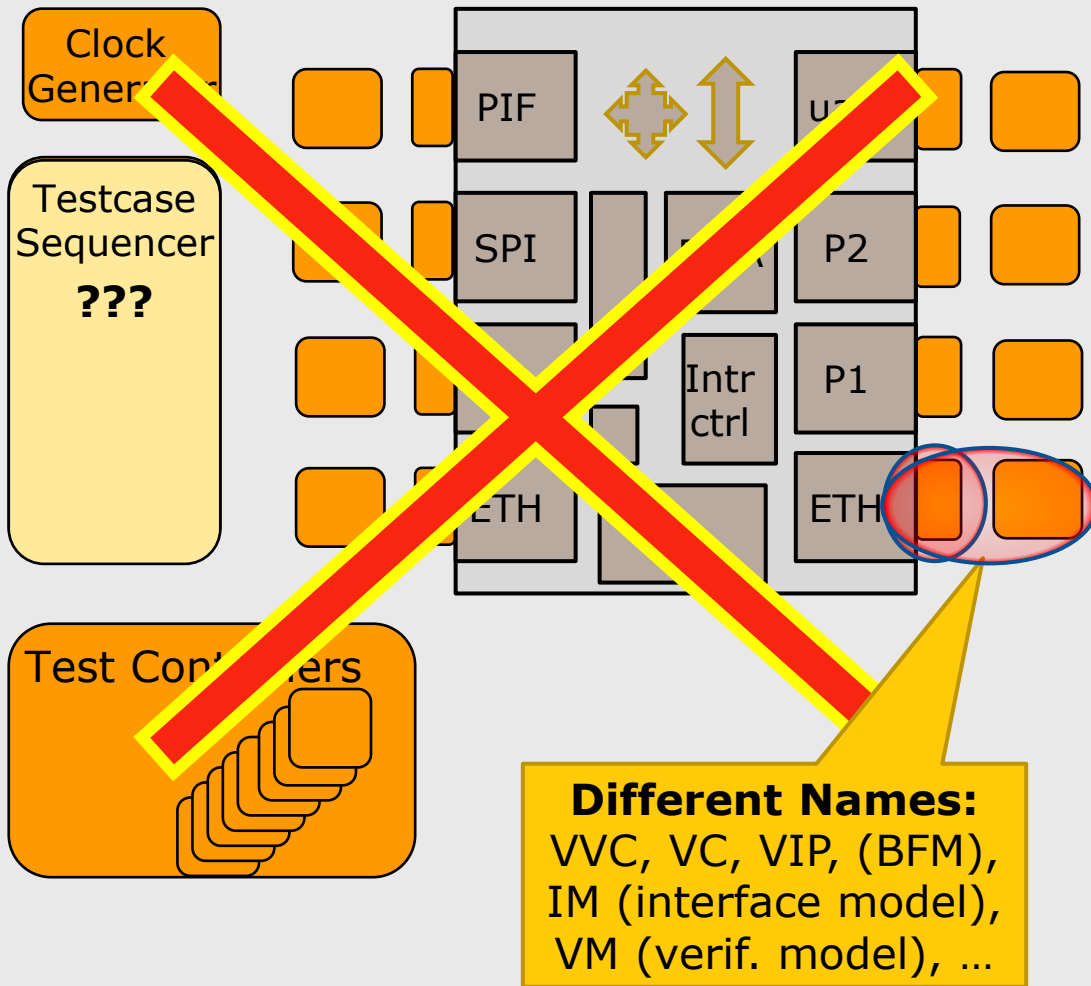 Clock
PIF
Testcase
Sequencer
???
SPI
P2
Intr
ctrl
P1
ETH
ETH
Test
Different Names:
VVC, VC, VIP, (BFM),
IM (interface model),
VM (verif. model), ...